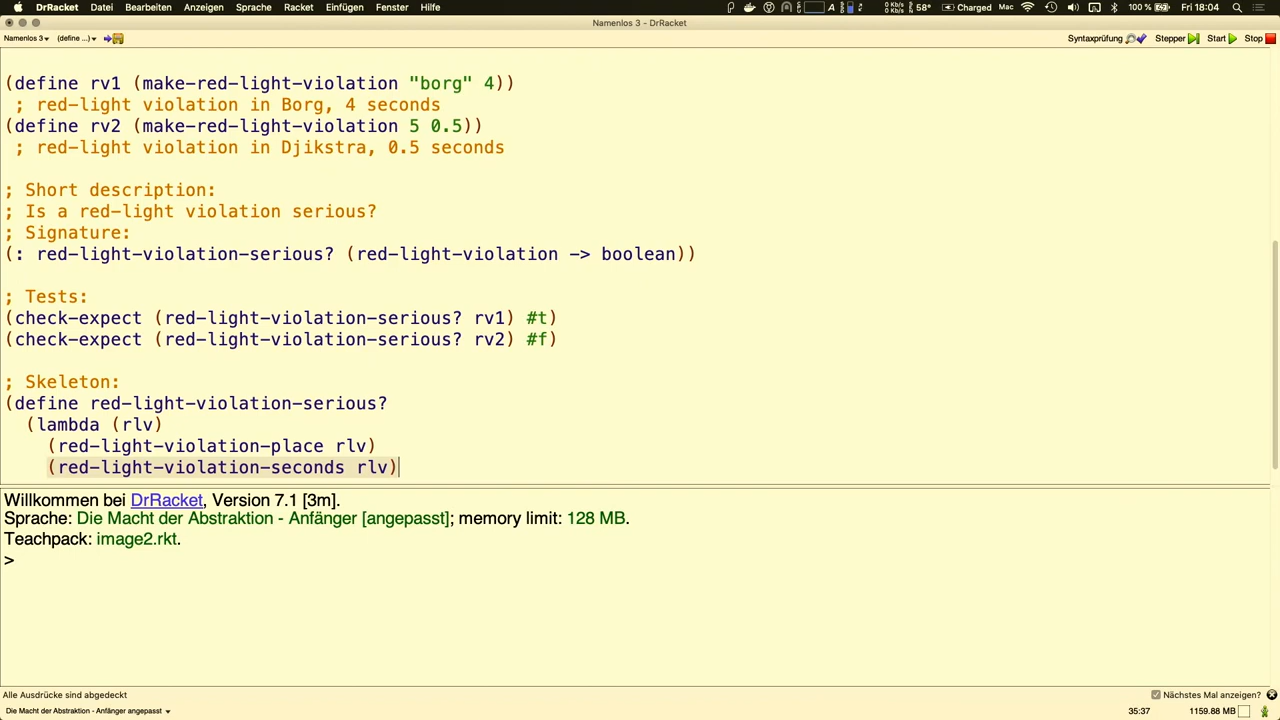 DrRacket Datei Bearbeiten Anzeigen Sprache Racket Einfügen Fenster Hilfe 0 Kb/s 0 Kb/s 58° Charged Mac 100 % Fri 18:04
Namenlos 3 - DrRacket
Namenlos 3 (define ...) Syntaxprüfung Stepper Start Stop
(define rv1 (make-red-light-violation "borg" 4))
; red-light violation in Borg, 4 seconds
(define rv2 (make-red-light-violation 5 0.5))
; red-light violation in Djikstra, 0.5 seconds
; Short description:
; Is a red-light violation serious?
; Signature:
(: red-light-violation-serious? (red-light-violation -> boolean))
; Tests:
(check-expect (red-light-violation-serious? rv1) #t)
(check-expect (red-light-violation-serious? rv2) #f)
; Skeleton:
(define red-light-violation-serious?
(lambda (rlv)
(red-light-violation-place rlv)
(red-light-violation-seconds rlv)
Willkommen bei DrRacket, Version 7.1 [3m].
Sprache: Die Macht der Abstraktion - Anfänger [angepasst]; memory limit: 128 MB.
Teachpack: image2.rkt.
>
Alle Ausdrücke sind abgedeckt Nächstes Mal anzeigen?
Die Macht der Abstraktion - Anfänger angepasst 35:37 1159.88 MB